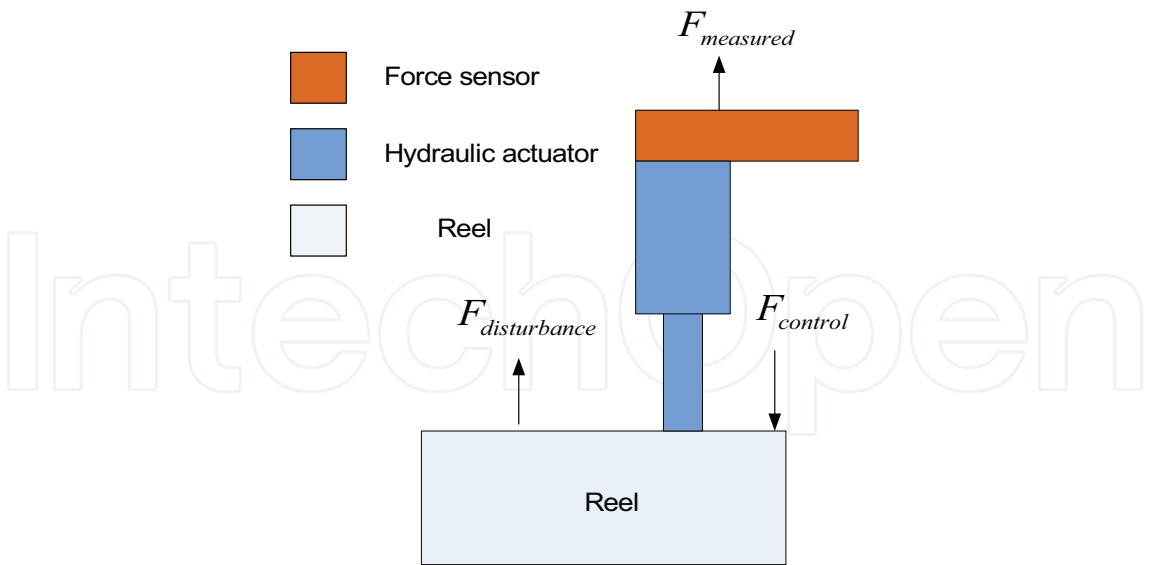 F_measured
Force sensor
Hydraulic actuator
Reel
IntechOpen
F_disturbance
F_control
Reel